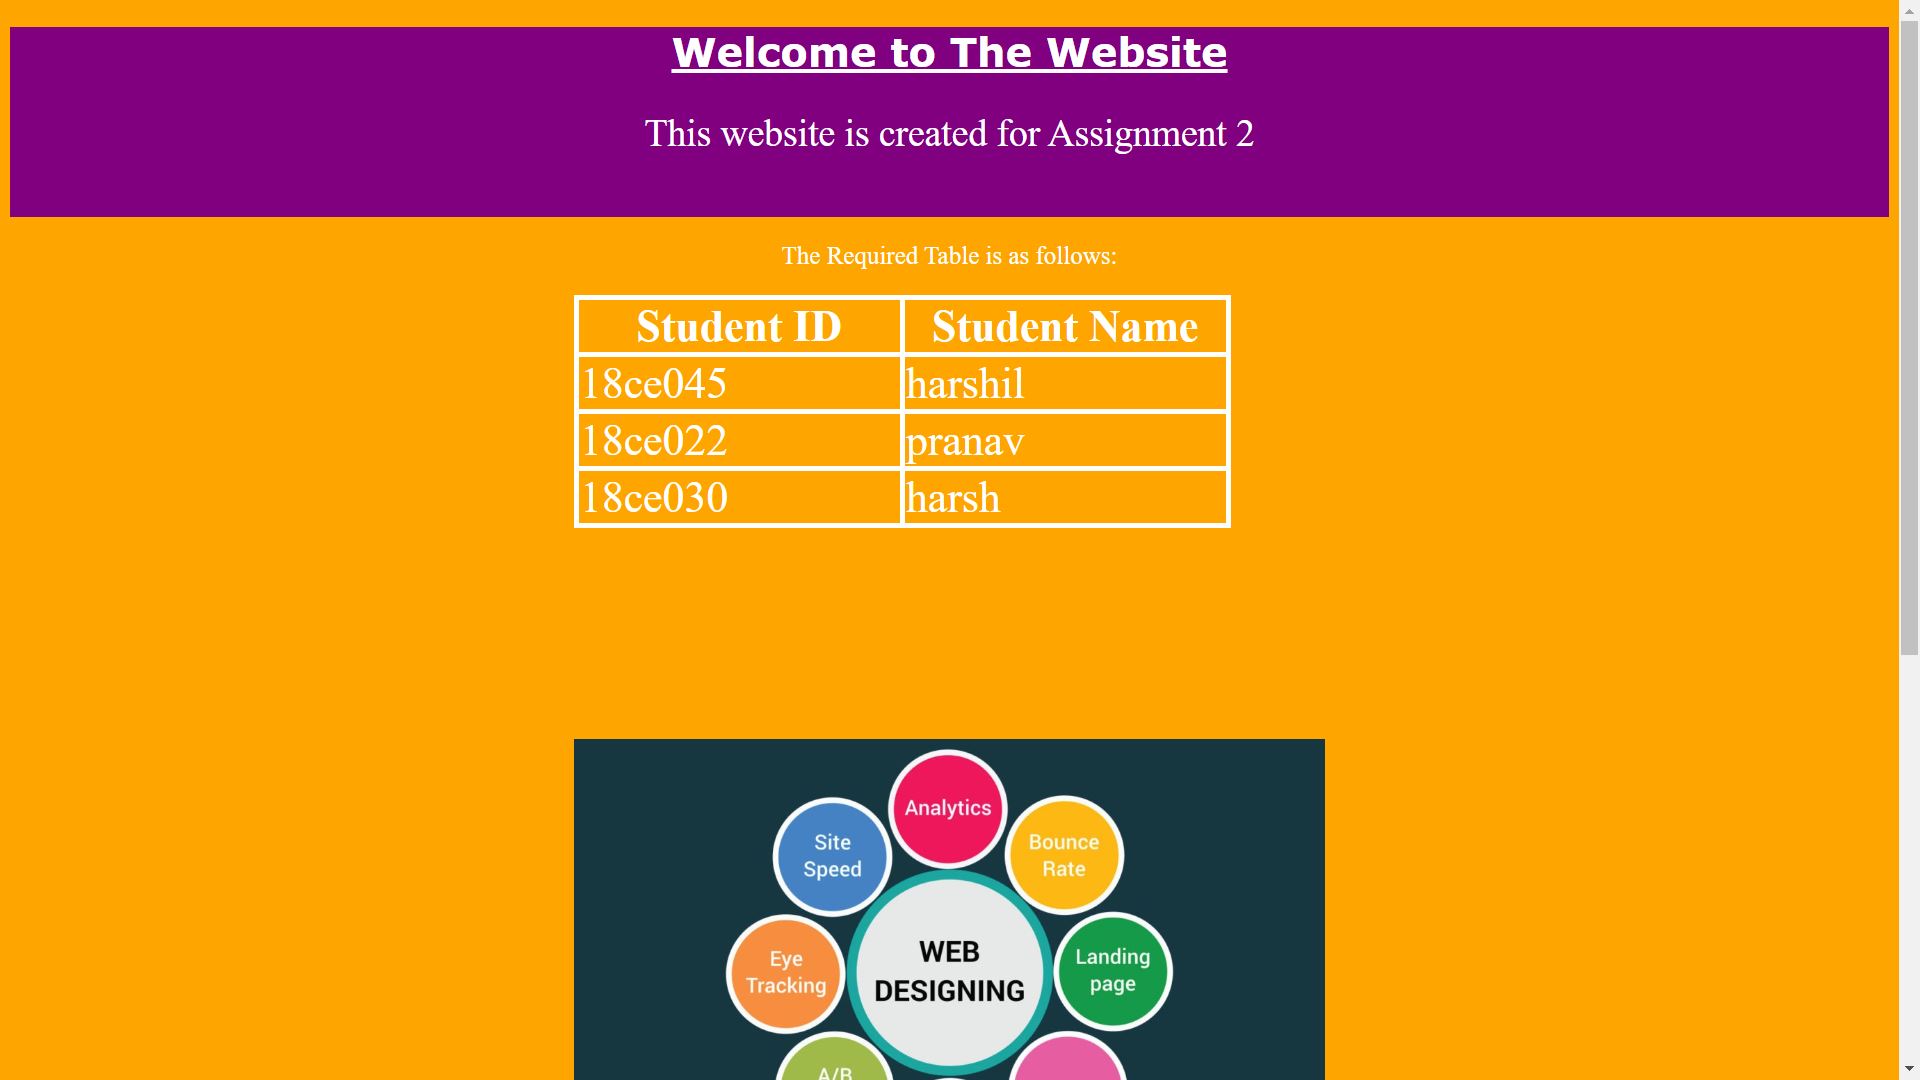 Welcome to The Website
This website is created for Assignment 2
The Required Table is as follows:
Student ID Student Name
18ce045 harshil
18ce022 pranav
18ce030 harsh
Analytics
Site
Speed
Bounce
Rate
Eye
Tracking
WEB
DESIGNING
Landing
page
A/B